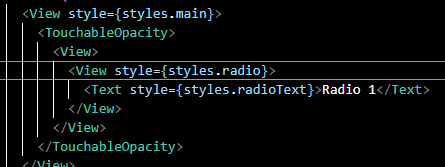 <View style={styles.main}>
<TouchableOpacity>
<View>
<View style={styles.radio}>
<Text style={styles.radioText}>Radio 1</Text>
</View>
</View>
</TouchableOpacity>
</View>